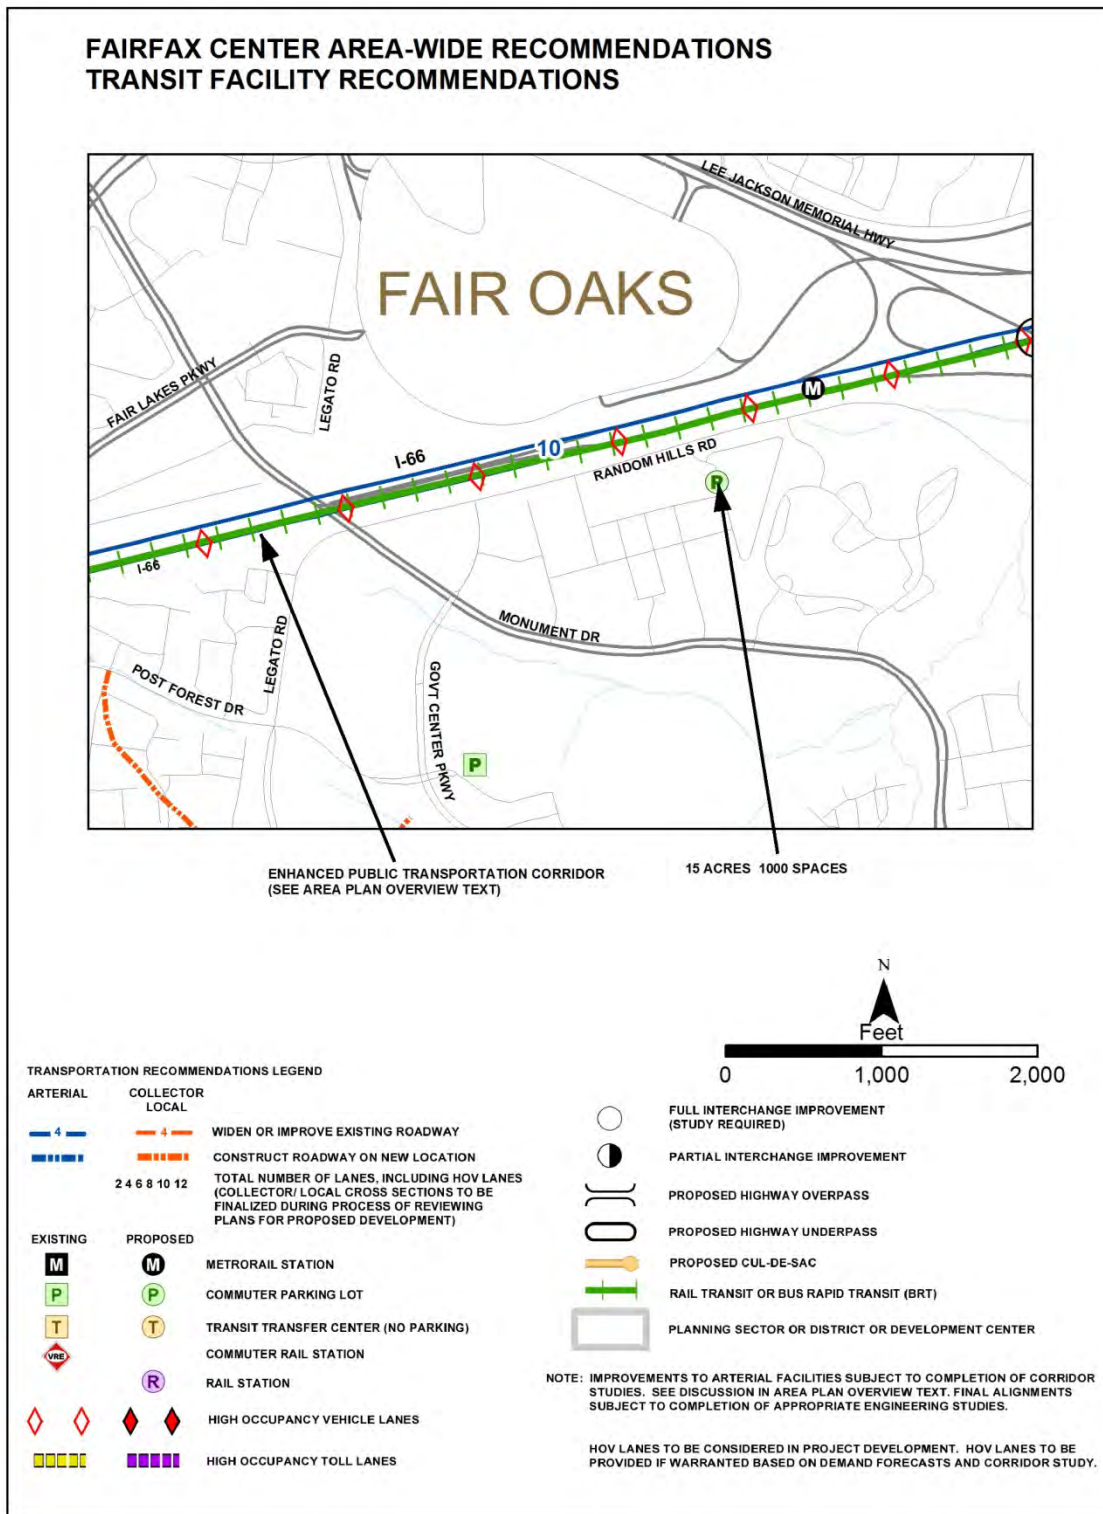 FAIRFAX CENTER AREA-WIDE RECOMMENDATIONS
TRANSIT FACILITY RECOMMENDATIONS
LEE JACKSON MEMORIAL HWY
FAIR OAKS
FAIR LAKES PKWY
LEGATO RD
M
I-66
10
RANDOM HILLS RD
P
I-66
MONUMENT DR
LEGATO RD
POST FOREST DR
GOVT CENTER PKWY
P
ENHANCED PUBLIC TRANSPORTATION CORRIDOR
(SEE AREA PLAN OVERVIEW TEXT)
15 ACRES 1000 SPACES
N
Feet
0 1,000 2,000
TRANSPORTATION RECOMMENDATIONS LEGEND
ARTERIAL COLLECTOR
LOCAL
4 4 WIDEN OR IMPROVE EXISTING ROADWAY
CONSTRUCT ROADWAY ON NEW LOCATION
2 4 6 8 10 12 TOTAL NUMBER OF LANES, INCLUDING HOV LANES
(COLLECTOR/ LOCAL CROSS SECTIONS TO BE
FINALIZED DURING PROCESS OF REVIEWING
PLANS FOR PROPOSED DEVELOPMENT)
EXISTING PROPOSED
M M METRORAIL STATION
P P COMMUTER PARKING LOT
T T TRANSIT TRANSFER CENTER (NO PARKING)
VRE COMMUTER RAIL STATION
R RAIL STATION
HIGH OCCUPANCY VEHICLE LANES
HIGH OCCUPANCY TOLL LANES
FULL INTERCHANGE IMPROVEMENT
(STUDY REQUIRED)
PARTIAL INTERCHANGE IMPROVEMENT
PROPOSED HIGHWAY OVERPASS
PROPOSED HIGHWAY UNDERPASS
PROPOSED CUL-DE-SAC
RAIL TRANSIT OR BUS RAPID TRANSIT (BRT)
PLANNING SECTOR OR DISTRICT OR DEVELOPMENT CENTER
NOTE: IMPROVEMENTS TO ARTERIAL FACILITIES SUBJECT TO COMPLETION OF CORRIDOR
STUDIES. SEE DISCUSSION IN AREA PLAN OVERVIEW TEXT. FINAL ALIGNMENTS
SUBJECT TO COMPLETION OF APPROPRIATE ENGINEERING STUDIES.
HOV LANES TO BE CONSIDERED IN PROJECT DEVELOPMENT. HOV LANES TO BE
PROVIDED IF WARRANTED BASED ON DEMAND FORECASTS AND CORRIDOR STUDY.